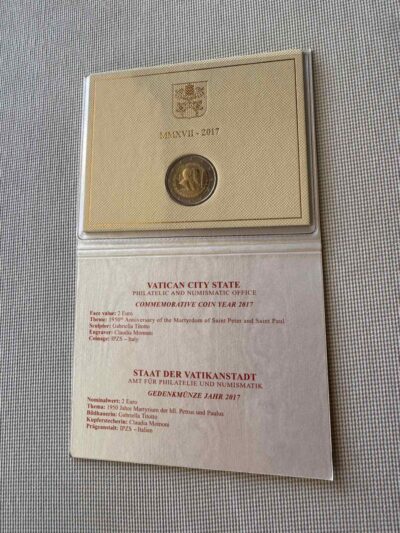 MMXVII - 2017
VATICAN CITY STATE
PHILATELIC AND NUMISMATIC OFFICE
COMMEMORATIVE COIN YEAR 2017
Face value: 2 Euro
Theme: 1950th Anniversary of the Martyrdom of Saint Peter and Saint Paul
Sculptor: Gabriella Titotto
Engraver: Claudia Momoni
Coinage: IPZS - Italy
STAAT DER VATIKANSTADT
AMT FÜR PHILATELIE UND NUMISMATIK
GEDENKMÜNZE JAHR 2017
Nominalwert: 2 Euro
Thema: 1950 Jahre Martyrium der hll. Petrus und Paulus
Bildhauerin: Gabriella Titotto
Kupferstecherin: Claudia Momoni
Prägeanstalt: IPZS - Italien